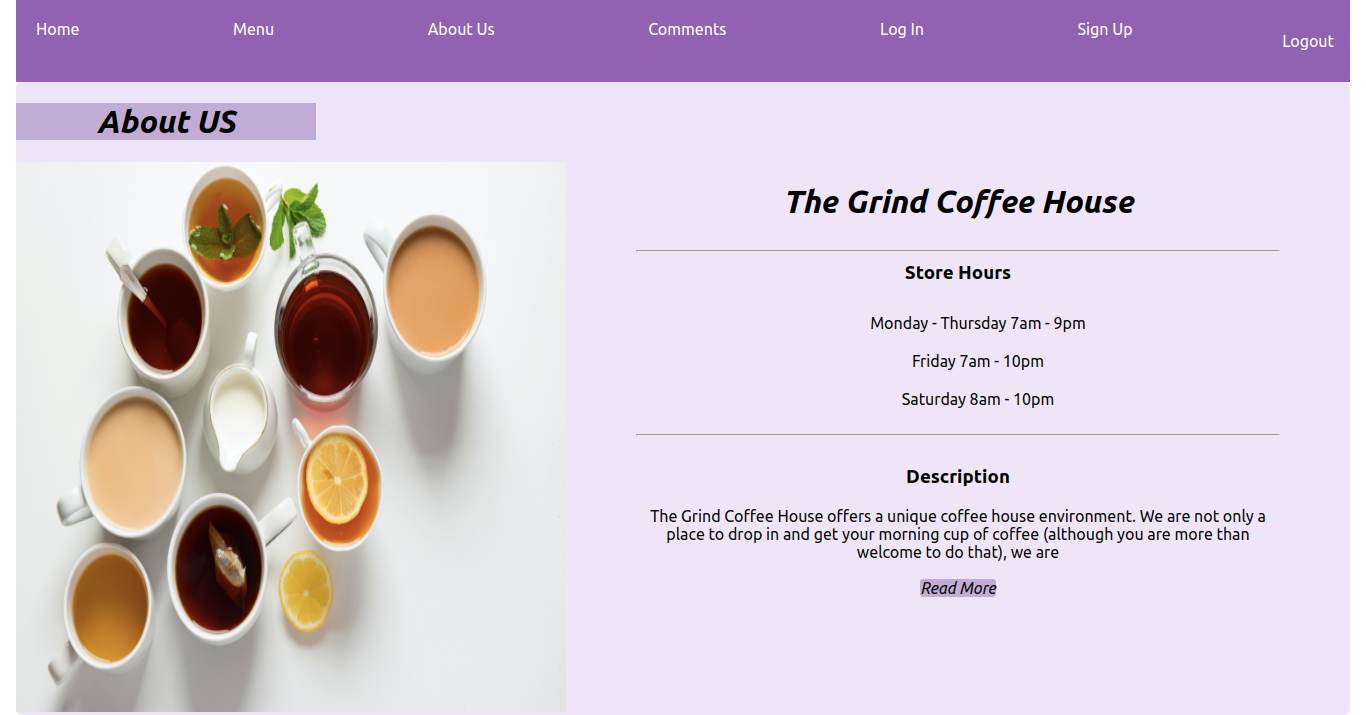 Home Menu About Us Comments Log In Sign Up Logout
About US
The Grind Coffee House
Store Hours
Monday - Thursday 7am - 9pm
Friday 7am - 10pm
Saturday 8am - 10pm
Description
The Grind Coffee House offers a unique coffee house environment. We are not only a
place to drop in and get your morning cup of coffee (although you are more than
welcome to do that), we are
Read More